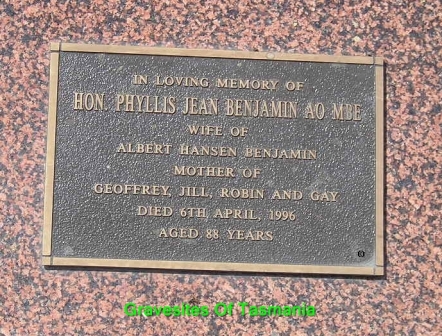 IN LOVING MEMORY OF
HON. PHYLLIS JEAN BENJAMIN AO MBE
WIFE OF
ALBERT HANSEN BENJAMIN
MOTHER OF
GEOFFREY, JILL, ROBIN AND GAY
DIED 6TH APRIL, 1996
AGED 88 YEARS
Gravesites Of Tasmania